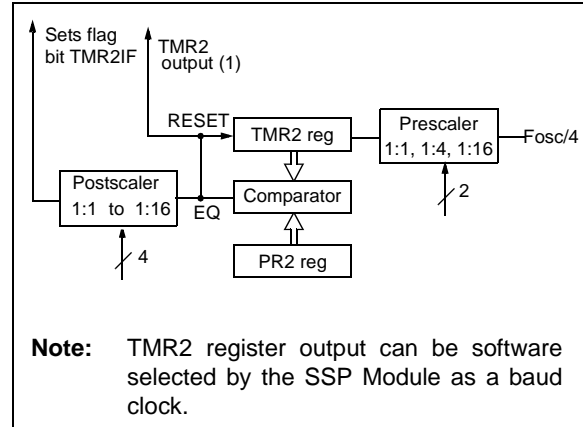 Sets flag
bit TMR2IF
TMR2
output (1)
RESET
TMR2 reg
Prescaler
1:1, 1:4, 1:16
Fosc/4
2
Postscaler
1:1 to 1:16
EQ
Comparator
4
PR2 reg
Note: TMR2 register output can be software
selected by the SSP Module as a baud
clock.